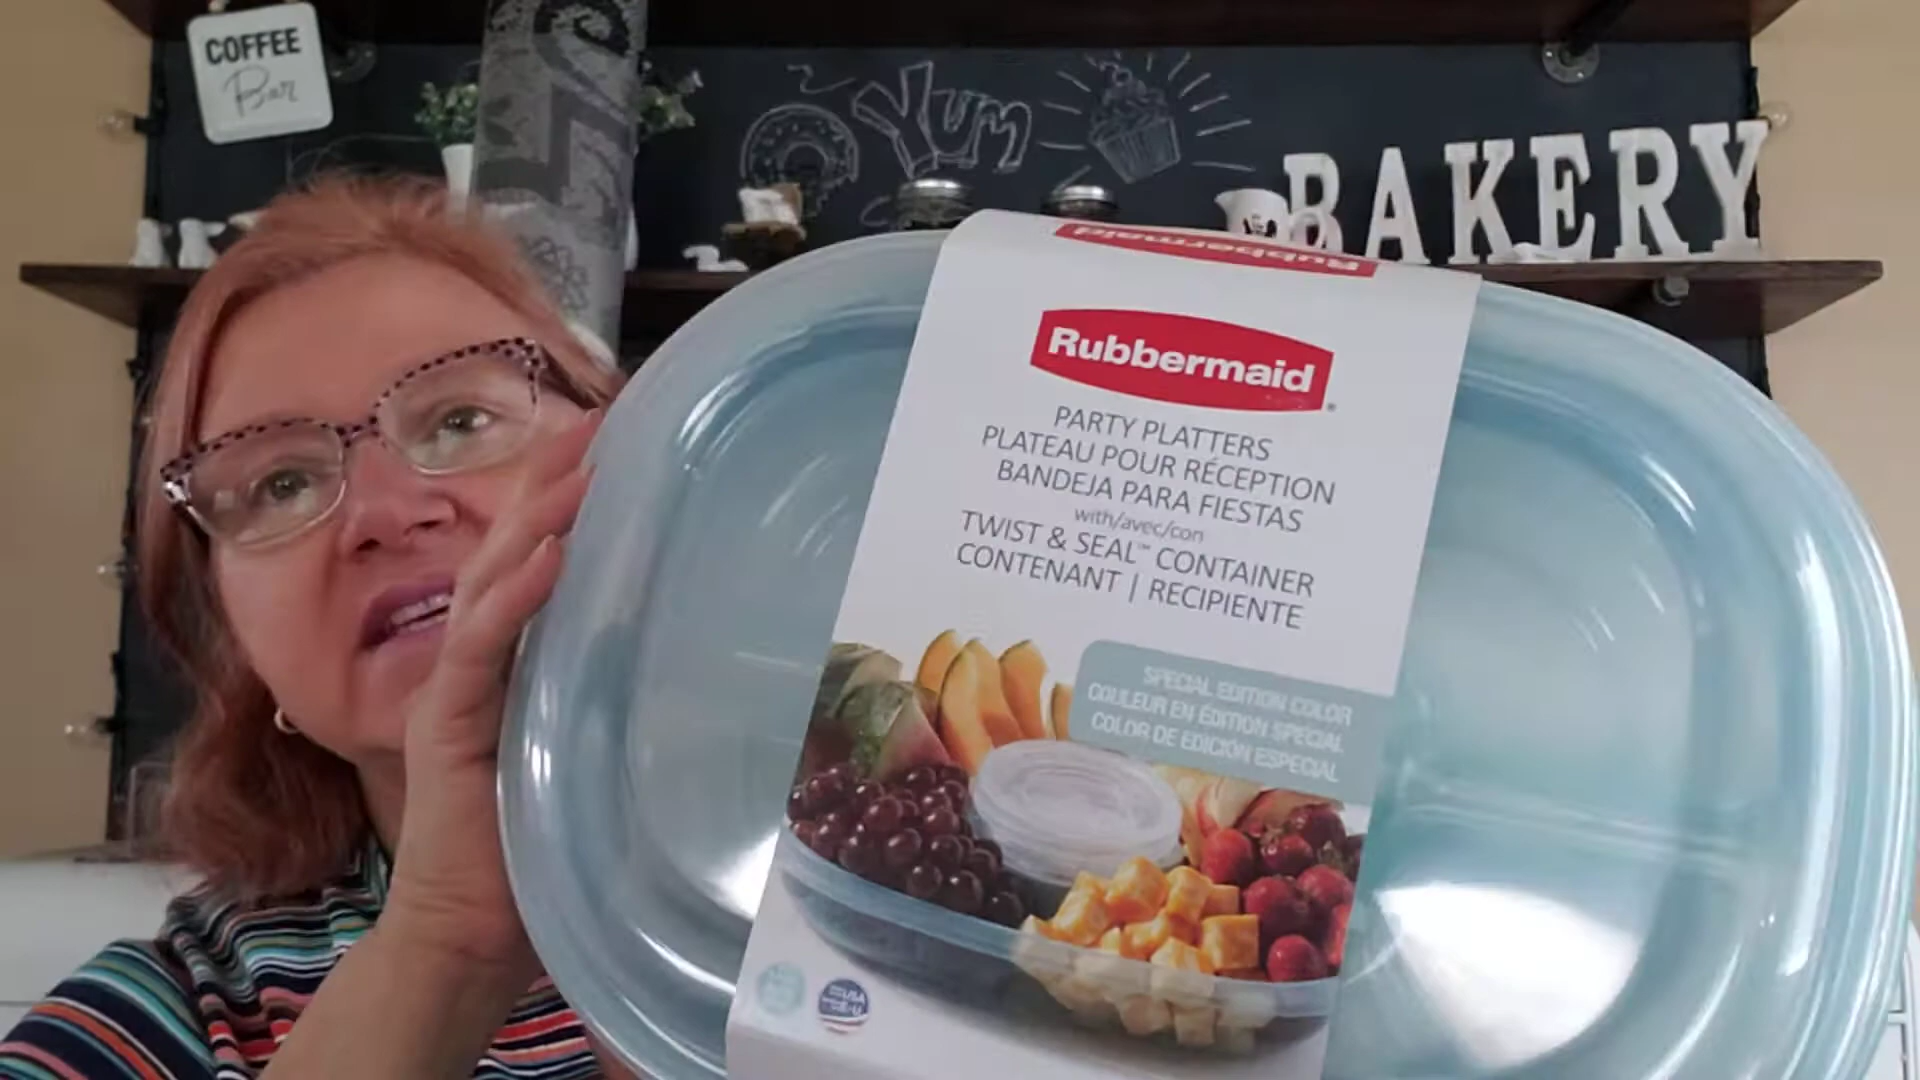 COFFEE
Bar
YUM
BAKERY
Rubbermaid
Rubbermaid
PARTY PLATTERS
PLATEAU POUR RÉCEPTION
BANDEJA PARA FIESTAS
with/avec/con
TWIST & SEAL™ CONTAINER
CONTENANT | RECIPIENTE
SPECIAL EDITION COLOR
COULEUR EN ÉDITION SPÉCIAL
COLOR DE EDICIÓN ESPECIAL
USA